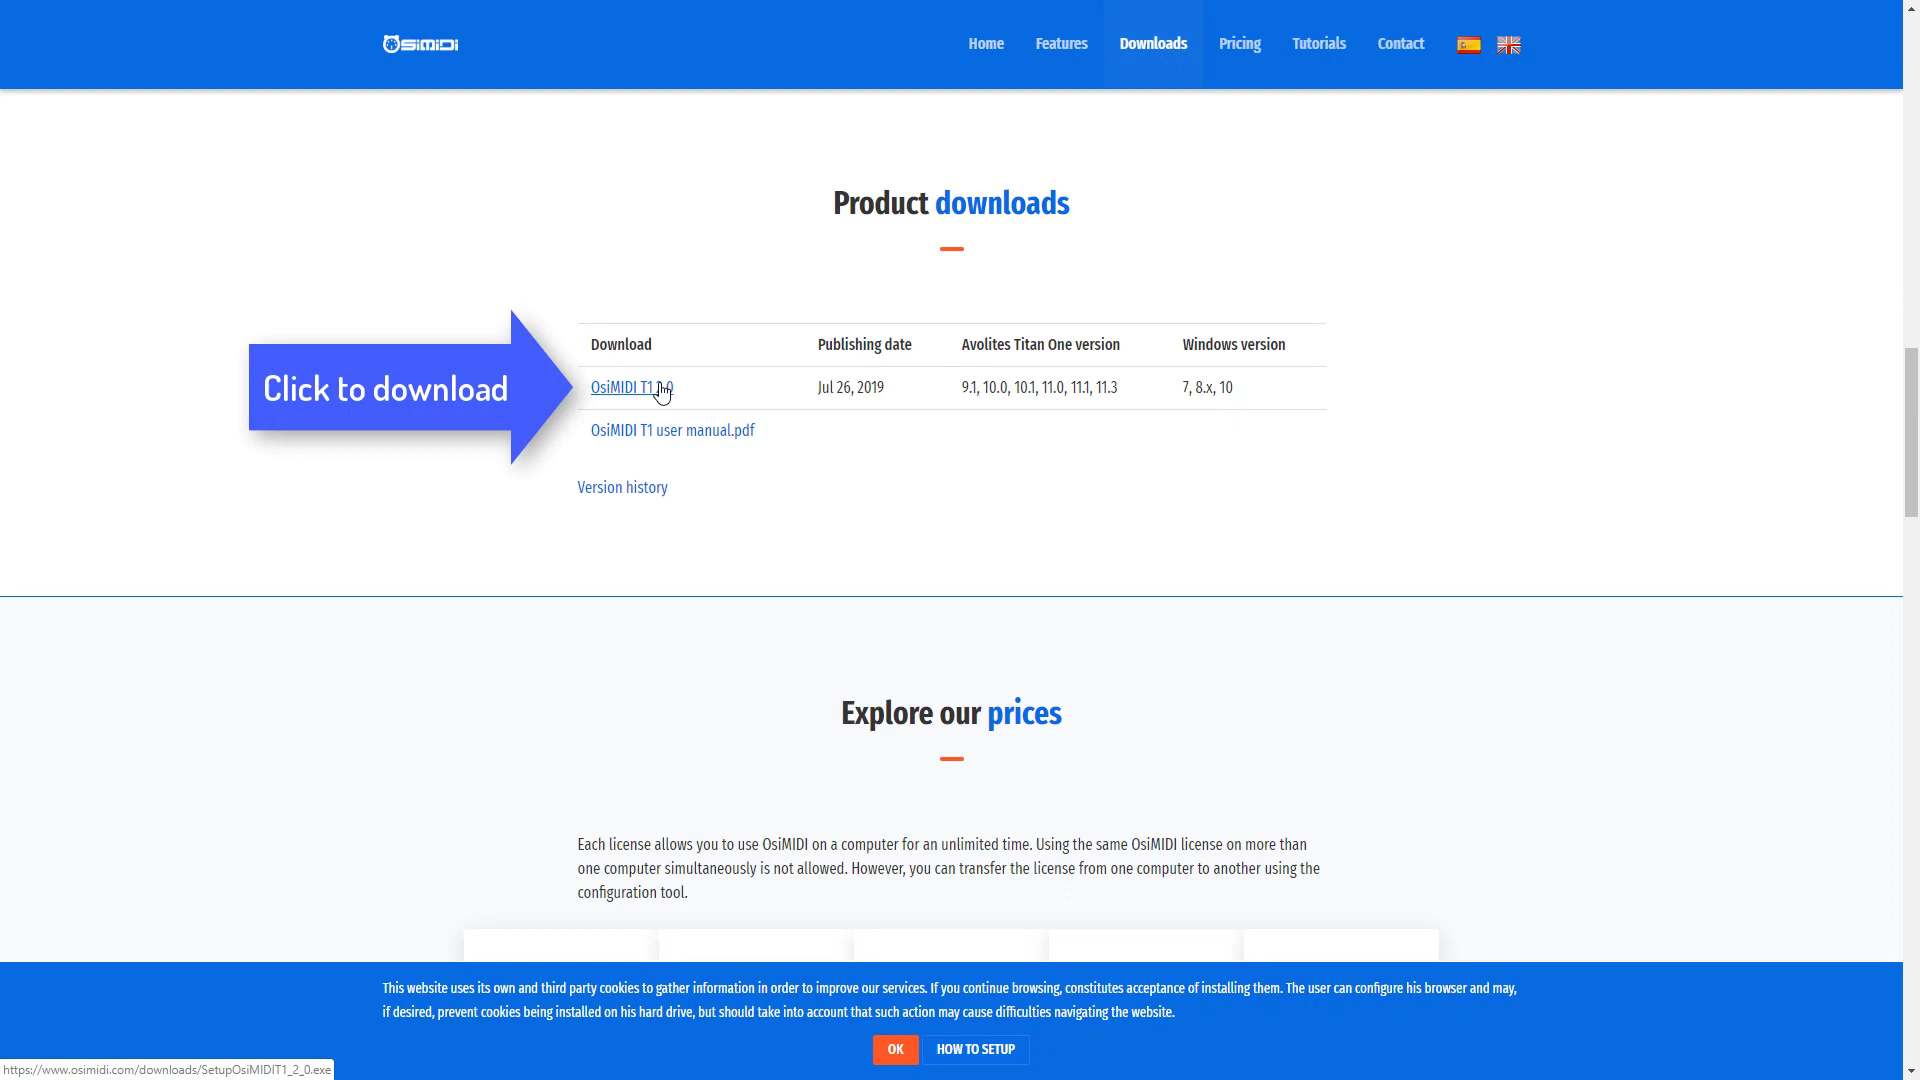 OSIMIDI
Home Features Downloads Pricing Tutorials Contact
Product downloads
Click to download
Download Publishing date Avolites Titan One version Windows version
OsiMIDI T1 Jul 26, 2019 9.1, 10.0, 10.1, 11.0, 11.1, 11.3 7, 8.x, 10
OsiMIDI T1 user manual.pdf
Version history
Explore our prices
Each license allows you to use OsiMIDI on a computer for an unlimited time. Using the same OsiMIDI license on more than
one computer simultaneously is not allowed. However, you can transfer the license from one computer to another using the
configuration tool.
This website uses its own and third party cookies to gather information in order to improve our services. If you continue browsing, constitutes acceptance of installing them. The user can configure his browser and may,
if desired, prevent cookies being installed on his hard drive, but should take into account that such action may cause difficulties navigating the website.
OK HOW TO SETUP
https://www.osimidi.com/downloads/SetupOsiMIDIT1_2_0.exe